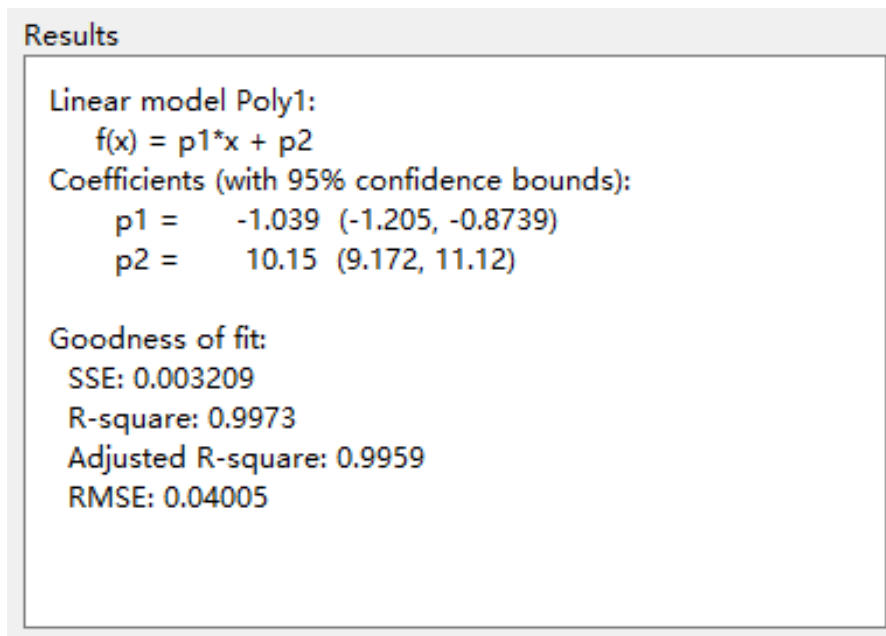 Results
Linear model Poly1:
f(x) = p1*x + p2
Coefficients (with 95% confidence bounds):
p1 = -1.039 (-1.205, -0.8739)
p2 = 10.15 (9.172, 11.12)
Goodness of fit:
SSE: 0.003209
R-square: 0.9973
Adjusted R-square: 0.9959
RMSE: 0.04005